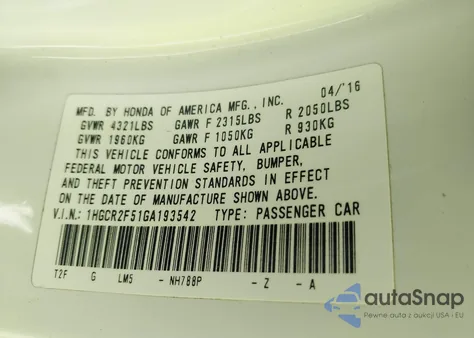 MFD. BY HONDA OF AMERICA MFG., INC. 04/'16
GVWR 4321LBS GAWR F 2315LBS R 2050LBS
GVWR 1960KG GAWR F 1050KG R 930KG
THIS VEHICLE CONFORMS TO ALL APPLICABLE
FEDERAL MOTOR VEHICLE SAFETY, BUMPER,
AND THEFT PREVENTION STANDARDS IN EFFECT
ON THE DATE OF MANUFACTURE SHOWN ABOVE.
V.I.N.: 1HGCR2F51GA193542 TYPE: PASSENGER CAR
T2F G LM5 - NH788P - Z - A
autoSnap
Pewne auta z aukcji USA i EU